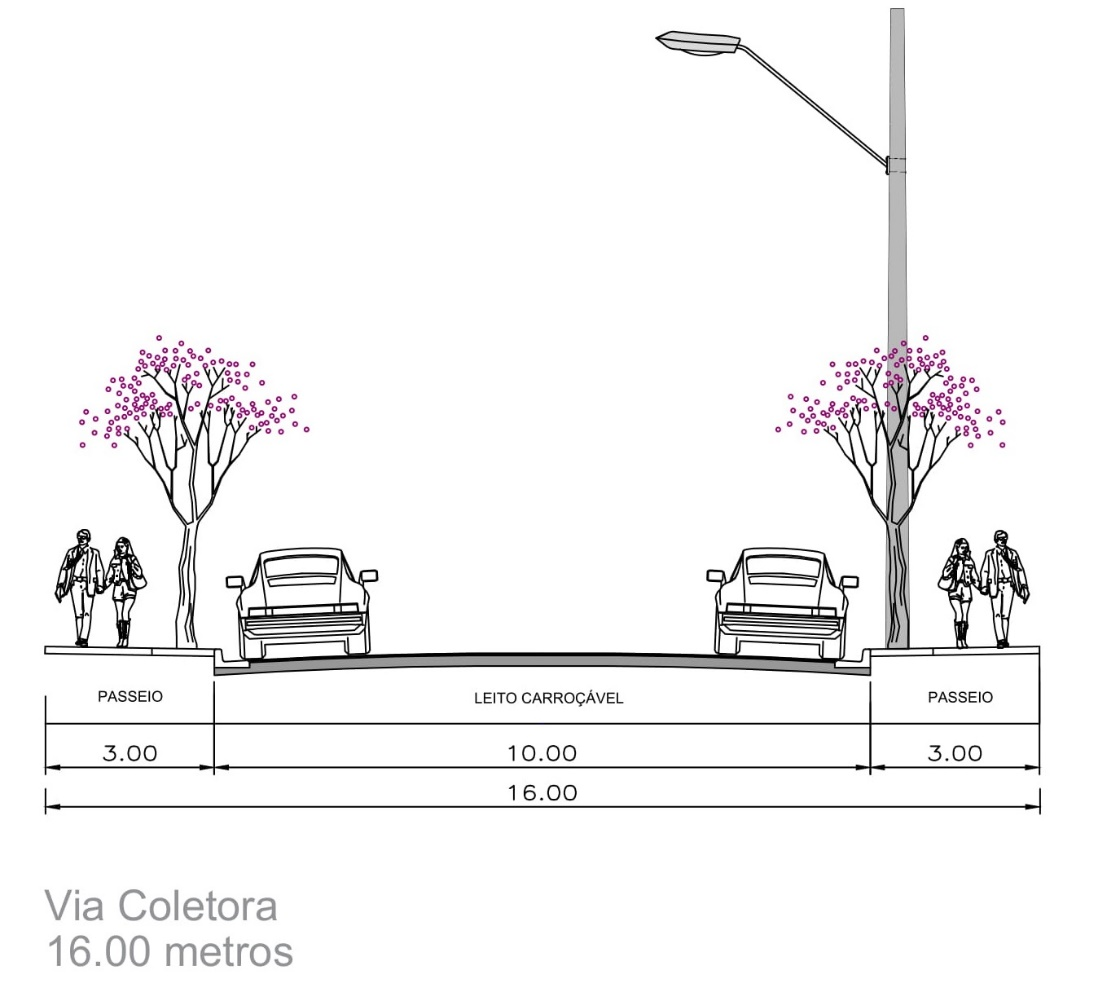 PASSEIO LEITO CARROÇÁVEL PASSEIO
3.00 10.00 3.00
16.00
Via Coletora
16.00 metros